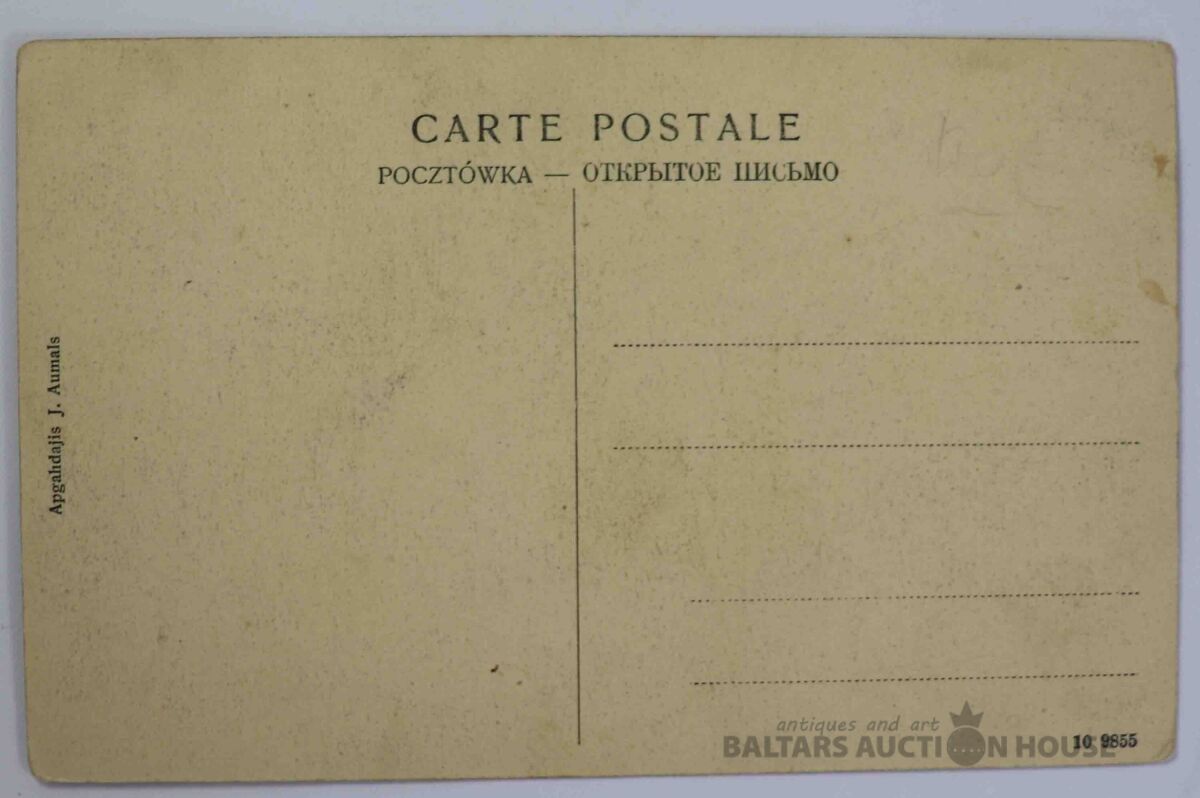 CARTE POSTALE
POCZTÓWKA — ОТКРЫТОЕ ПИСЬМО
Apgahdajis J. Aumals
antiques and art
BALTARS AUCTION HOUSE
10 9855